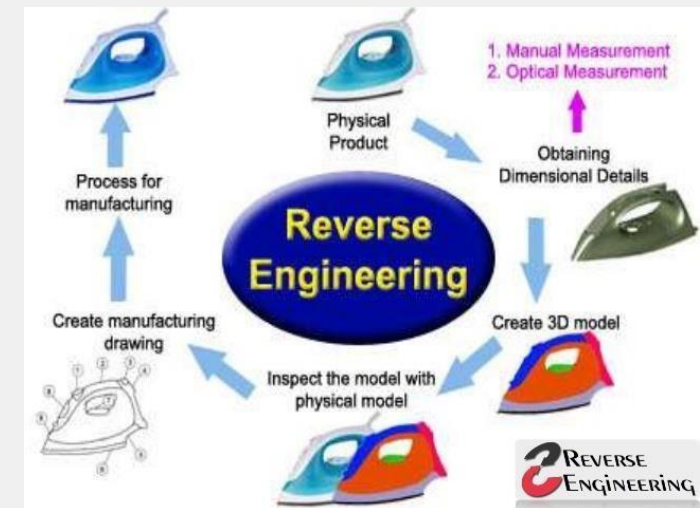 Physical
Product
1. Manual Measurement
2. Optical Measurement
Obtaining
Dimensional Details
Create 3D model
Inspect the model with
physical model
Create manufacturing
drawing
Process for
manufacturing
Reverse
Engineering
REVERSE
ENGINEERING